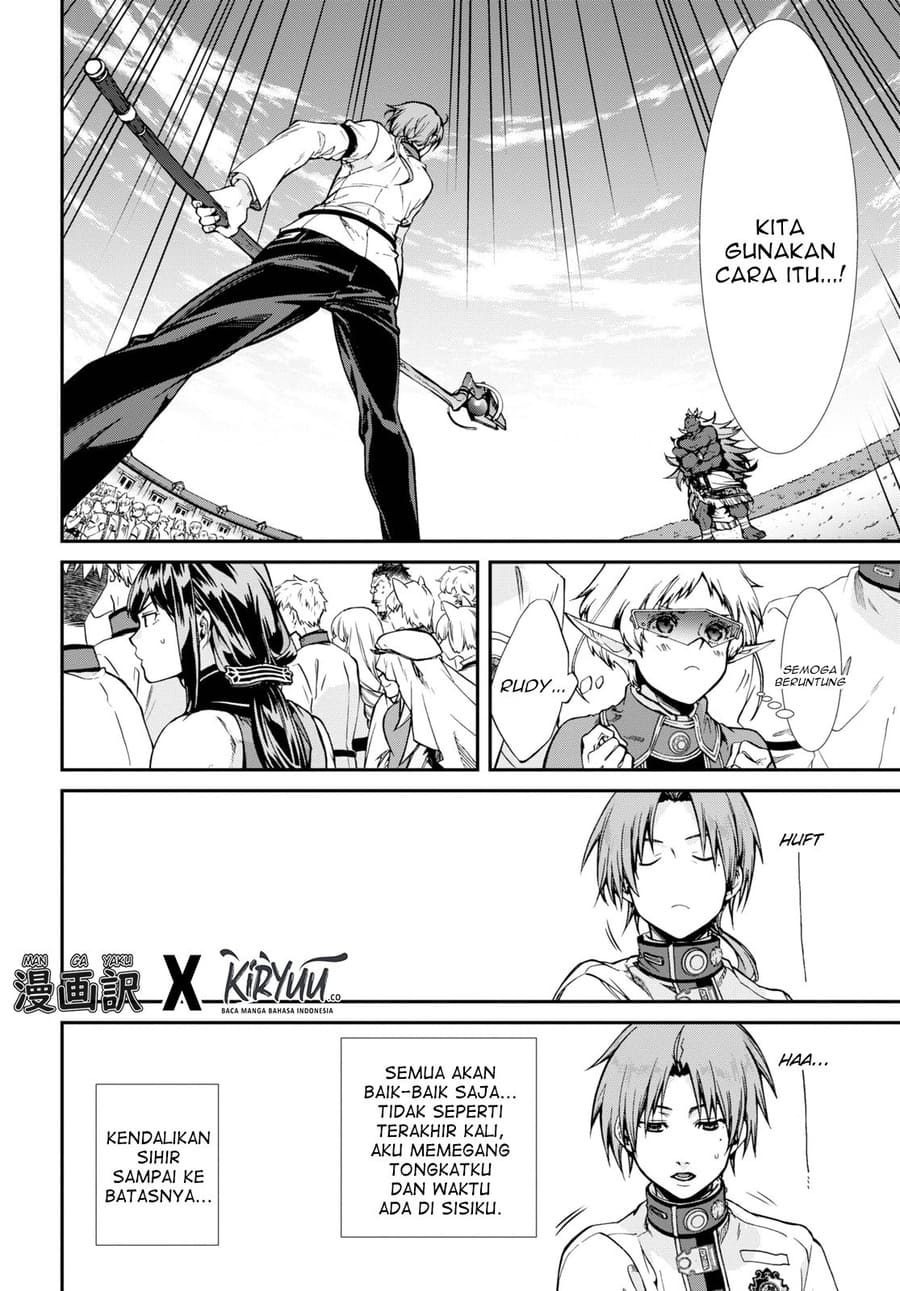 KITA
GUNAKAN
CARA ITU...!
SEMOGA
BERUNTUNG
RUDY...
HUFT
MAN GA YAKU
漫画訳 X KiRYUU.CO
BACA MANGA BAHASA INDONESIA
HAA...
SEMUA AKAN
BAIK-BAIK SAJA...
TIDAK SEPERTI
TERAKHIR KALI,
AKU MEMEGANG
TONGKATKU
DAN WAKTU
ADA DI SISIKU.
KENDALIKAN
SIHIR
SAMPAI KE
BATASNYA...